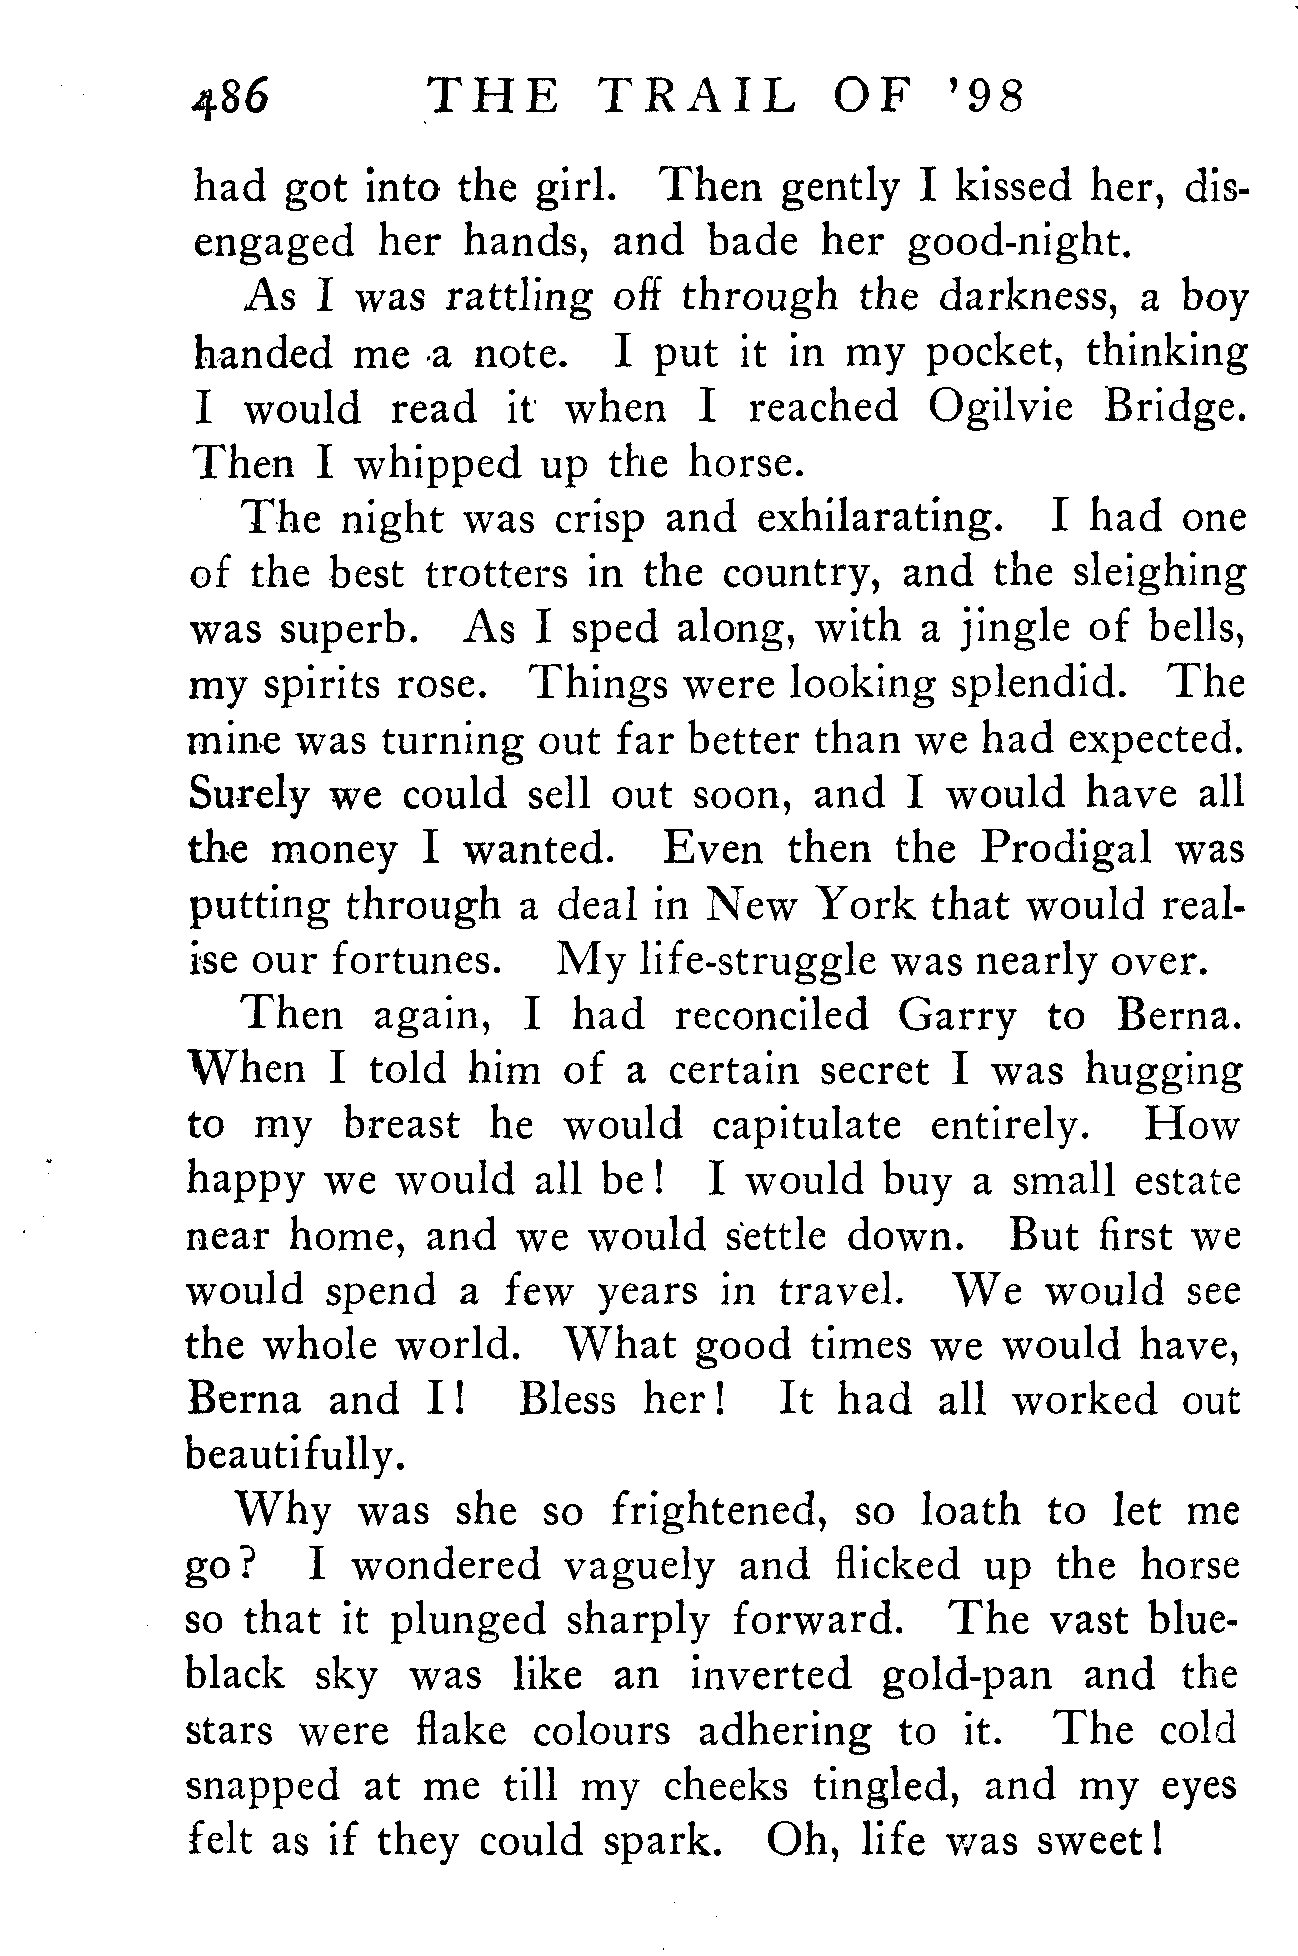 486 THE TRAIL OF '98
had got into the girl. Then gently I kissed her, dis-
engaged her hands, and bade her good-night.
As I was rattling off through the darkness, a boy
handed me a note. I put it in my pocket, thinking
I would read it when I reached Ogilvie Bridge.
Then I whipped up the horse.
The night was crisp and exhilarating. I had one
of the best trotters in the country, and the sleighing
was superb. As I sped along, with a jingle of bells,
my spirits rose. Things were looking splendid. The
mine was turning out far better than we had expected.
Surely we could sell out soon, and I would have all
the money I wanted. Even then the Prodigal was
putting through a deal in New York that would real-
ise our fortunes. My life-struggle was nearly over.
Then again, I had reconciled Garry to Berna.
When I told him of a certain secret I was hugging
to my breast he would capitulate entirely. How
happy we would all be! I would buy a small estate
near home, and we would settle down. But first we
would spend a few years in travel. We would see
the whole world. What good times we would have,
Berna and I! Bless her! It had all worked out
beautifully.
Why was she so frightened, so loath to let me
go? I wondered vaguely and flicked up the horse
so that it plunged sharply forward. The vast blue-
black sky was like an inverted gold-pan and the
stars were flake colours adhering to it. The cold
snapped at me till my cheeks tingled, and my eyes
felt as if they could spark. Oh, life was sweet!